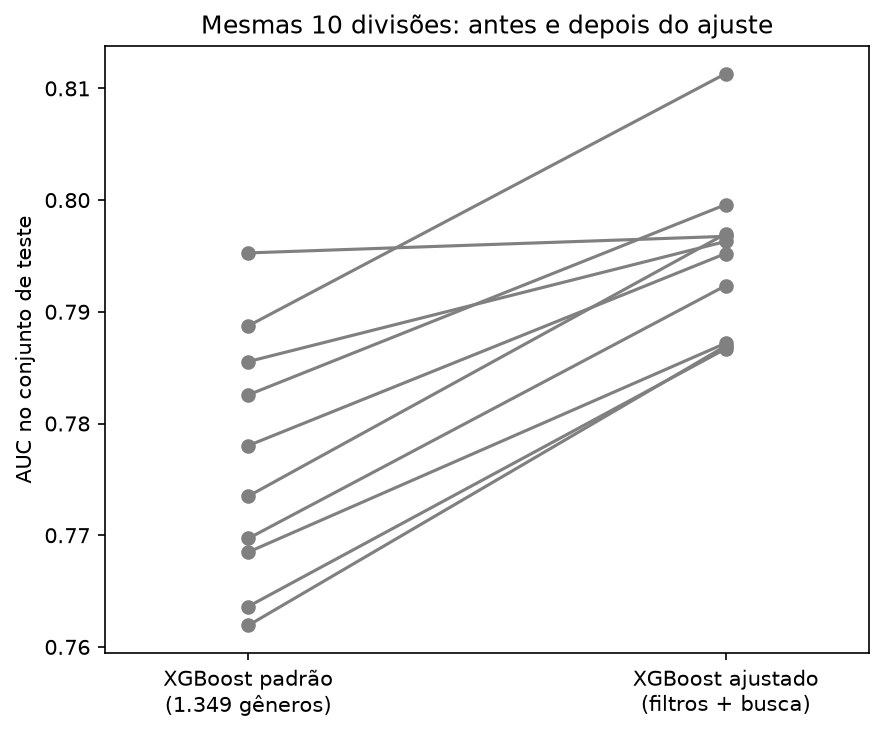 Mesmas 10 divisões: antes e depois do ajuste
AUC no conjunto de teste
0.81
0.80
0.79
0.78
0.77
0.76
XGBoost padrão
(1.349 gêneros)
XGBoost ajustado
(filtros + busca)